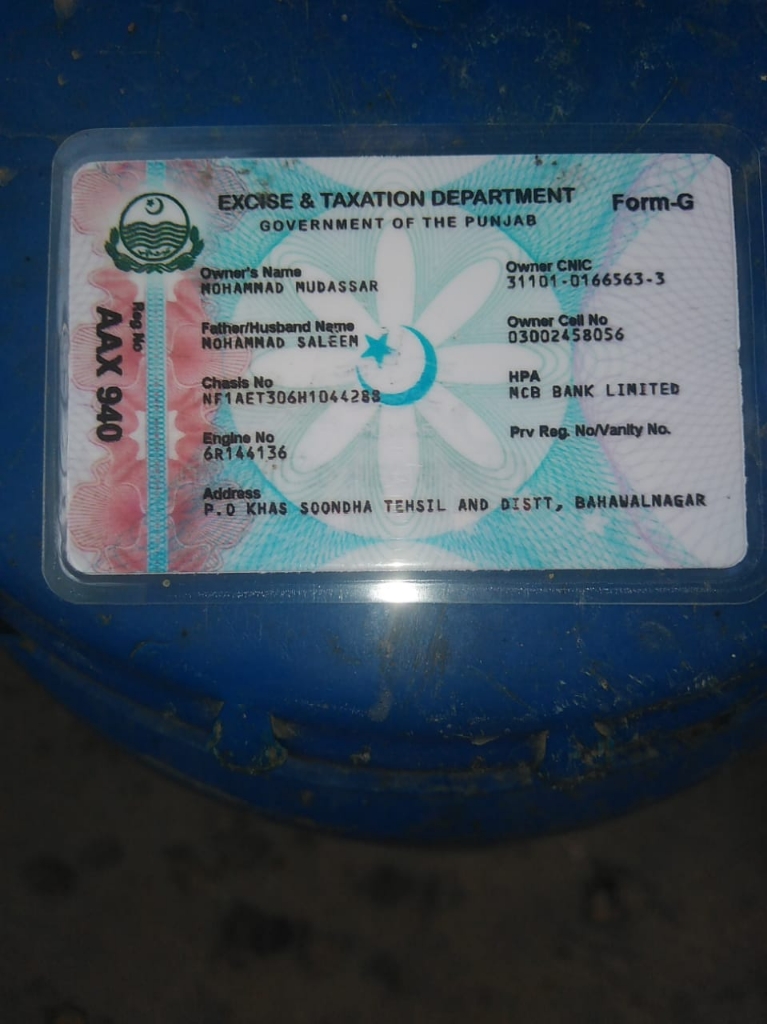 EXCISE & TAXATION DEPARTMENT
Form-G
GOVERNMENT OF THE PUNJAB
Reg No
AAX 940
Owner's Name
MOHAMMAD MUDASSAR
Owner CNIC
31101-0166563-3
Father/Husband Name
MOHAMMAD SALEEM
Owner Cell No
03002458056
Chasis No
HPA
MCB BANK LIMITED
Engine No
6R144136
Prv Reg. No/Vanity No.
Address
P.O KHAS SOONDHA TEHSIL AND DISTT, BAHAWALNAGAR